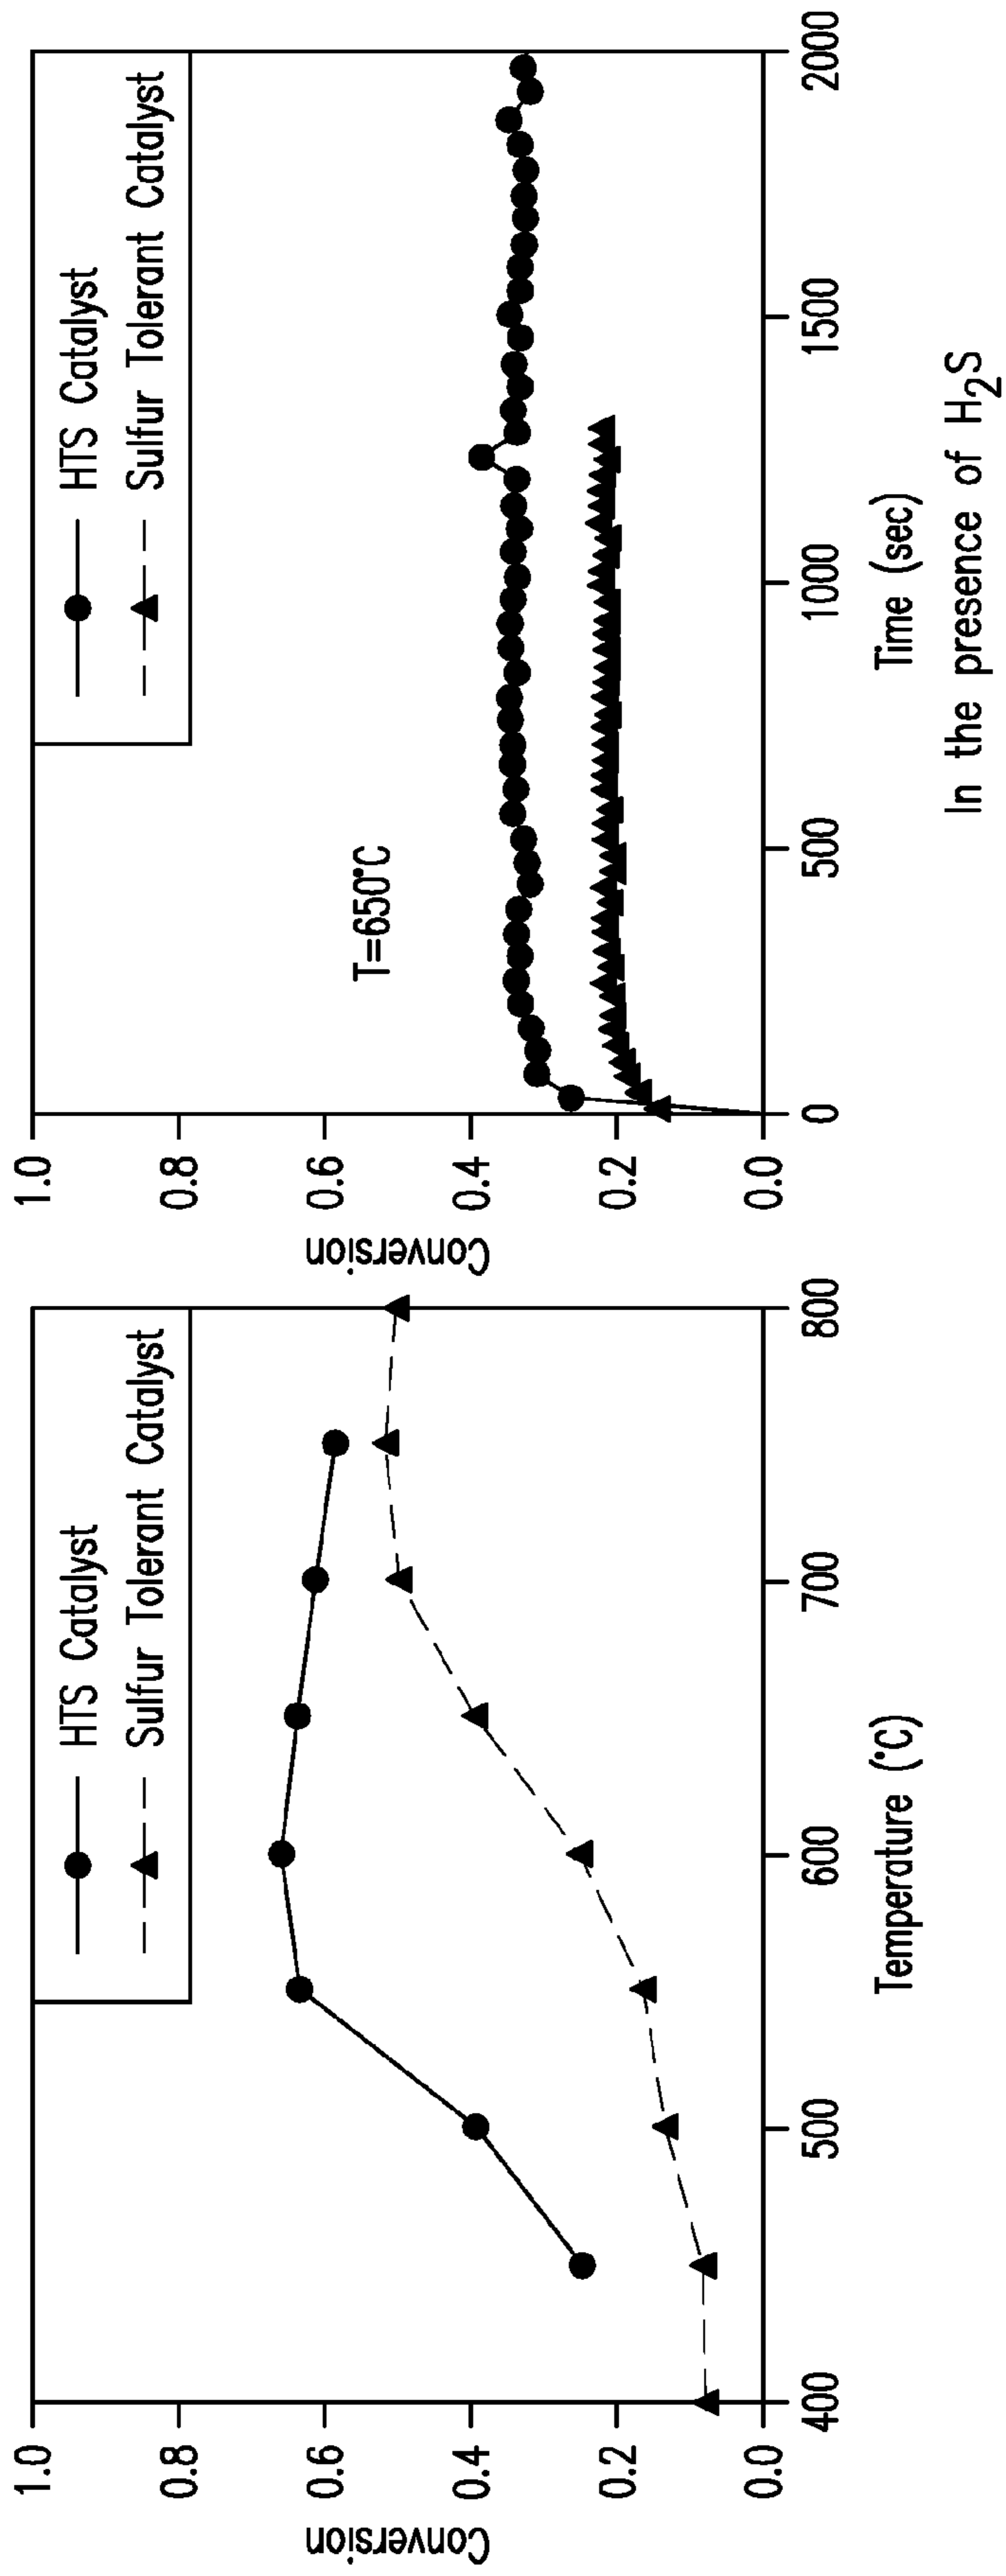 HTS Catalyst
Sulfur Tolerant Catalyst
Conversion
1.0
0.8
0.6
0.4
0.2
0.0
400
500
600
700
800
Temperature (°C)
HTS Catalyst
Sulfur Tolerant Catalyst
T=650°C
Conversion
1.0
0.8
0.6
0.4
0.2
0.0
0
500
1000
1500
2000
Time (sec)
In the presence of H₂S